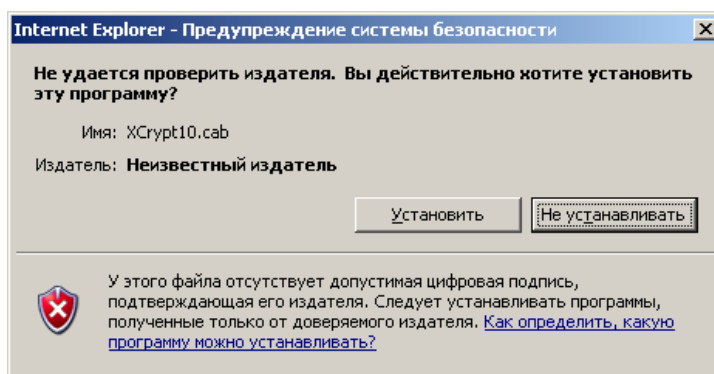 Internet Explorer - Предупреждение системы безопасности
Не удается проверить издателя. Вы действительно хотите установить
эту программу?
Имя: XCrypt10.cab
Издатель: Неизвестный издатель
Установить Не устанавливать
У этого файла отсутствует допустимая цифровая подпись,
подтверждающая его издателя. Следует устанавливать программы,
полученные только от доверяемого издателя. Как определить, какую
программу можно устанавливать?